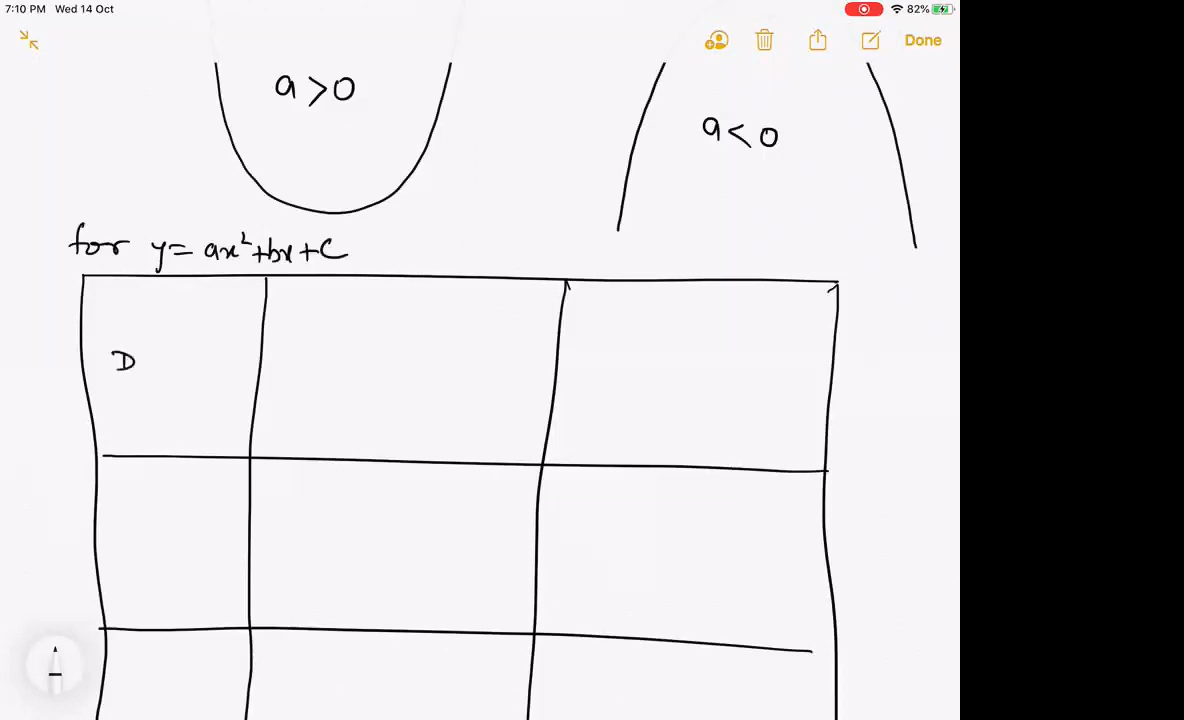 7:10 PM Wed 14 Oct
82%
Done
a > 0
a < 0
for y = ax²+bx+C
D